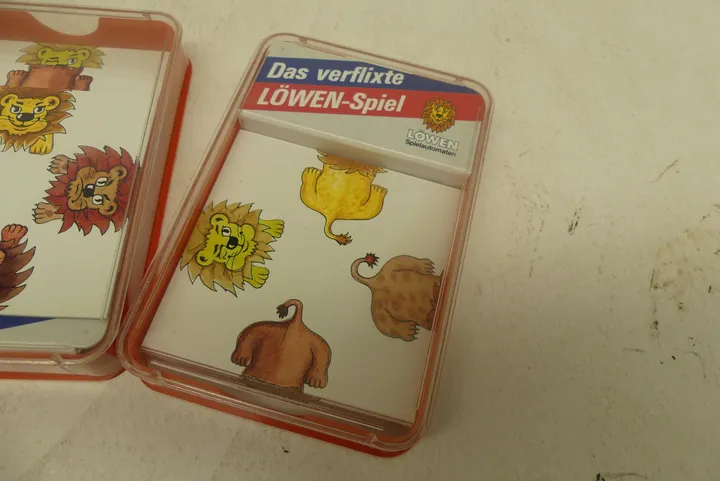 Das verflixte
LÖWEN-Spiel
LÖWEN
Spielautomaten